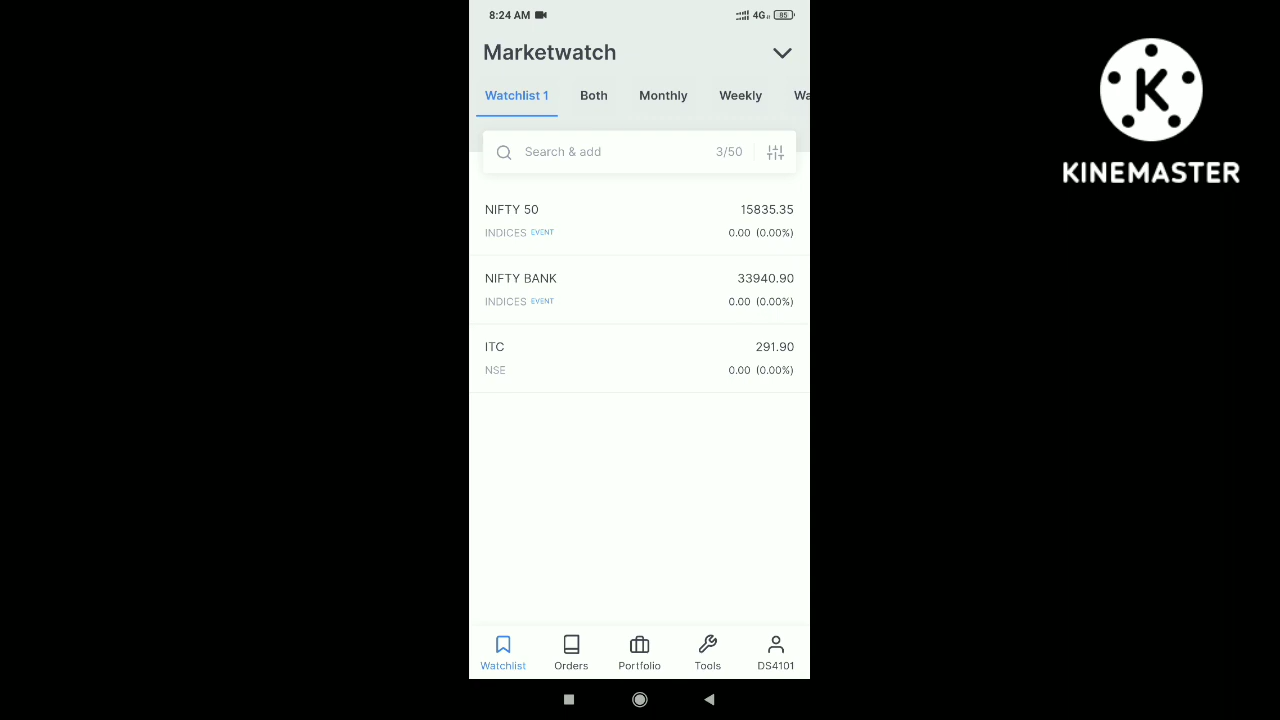 8:24 AM 4G 85
Marketwatch
Watchlist 1 Both Monthly Weekly Wa
Search & add 3/50
NIFTY 50 15835.35
INDICES EVENT 0.00 (0.00%)
NIFTY BANK 33940.90
INDICES EVENT 0.00 (0.00%)
ITC 291.90
NSE 0.00 (0.00%)
Watchlist Orders Portfolio Tools DS4101
K
KINEMASTER